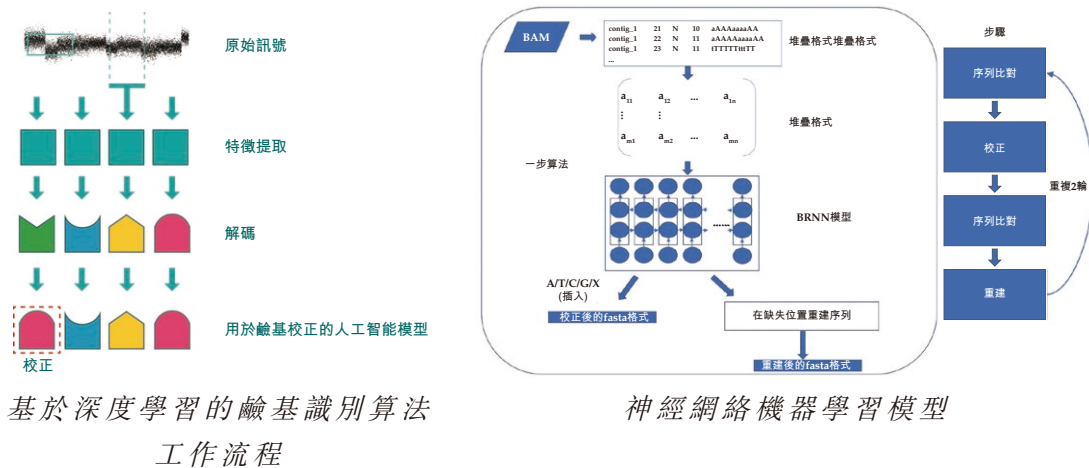 原始訊號
特徵提取
解碼
用於鹼基校正的人工智能模型
校正
基於深度學習的鹼基識別算法
工作流程
BAM
contig_1 21 N 10 aAAAaaaaAA
contig_1 22 N 11 aAAAAaaaaAA
contig_1 23 N 11 tTTTTTttTT
...
堆疊格式堆疊格式
a11 a12 ... a1n
⋮ ⋮
am1 am2 ... amn
堆疊格式
一步算法
......
BRNN模型
A/T/C/G/X
(插入)
校正後的fasta格式
在缺失位置重建序列
重建後的fasta格式
步驟
序列比對
校正
序列比對
重建
重複2輪
神經網絡機器學習模型